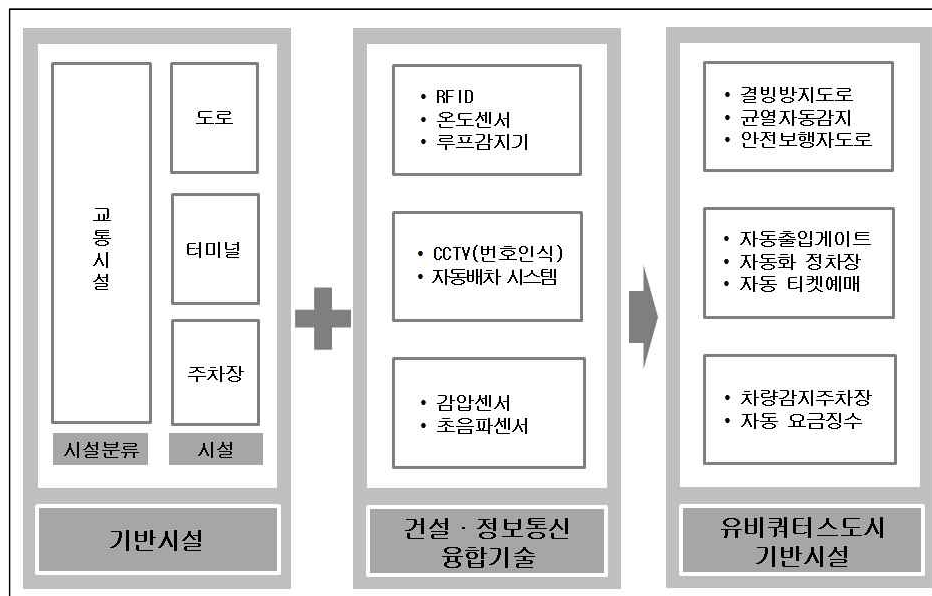 교통시설
도로
터미널
주차장
시설분류
시설
기반시설
• RFID
• 온도센서
• 루프감지기
• CCTV(번호인식)
• 자동배차 시스템
• 감압센서
• 초음파센서
건설 · 정보통신
융합기술
• 결빙방지도로
• 균열자동감지
• 안전보행자도로
• 자동출입게이트
• 자동화 정차장
• 자동 티켓예매
• 차량감지주차장
• 자동 요금징수
유비쿼터스도시
기반시설